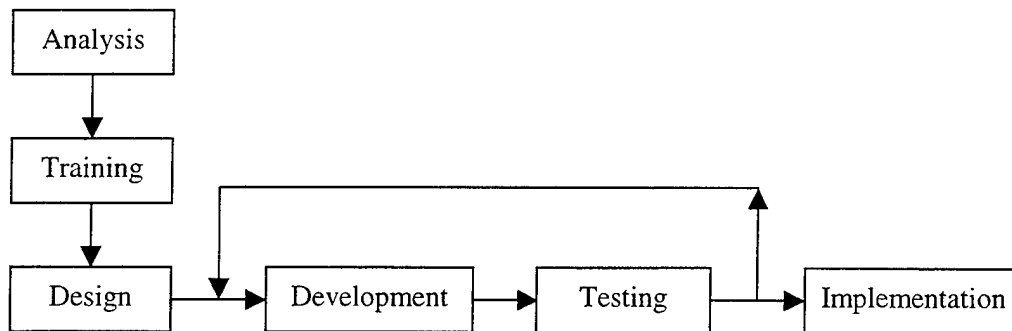 Analysis
Training
Design
Development
Testing
Implementation